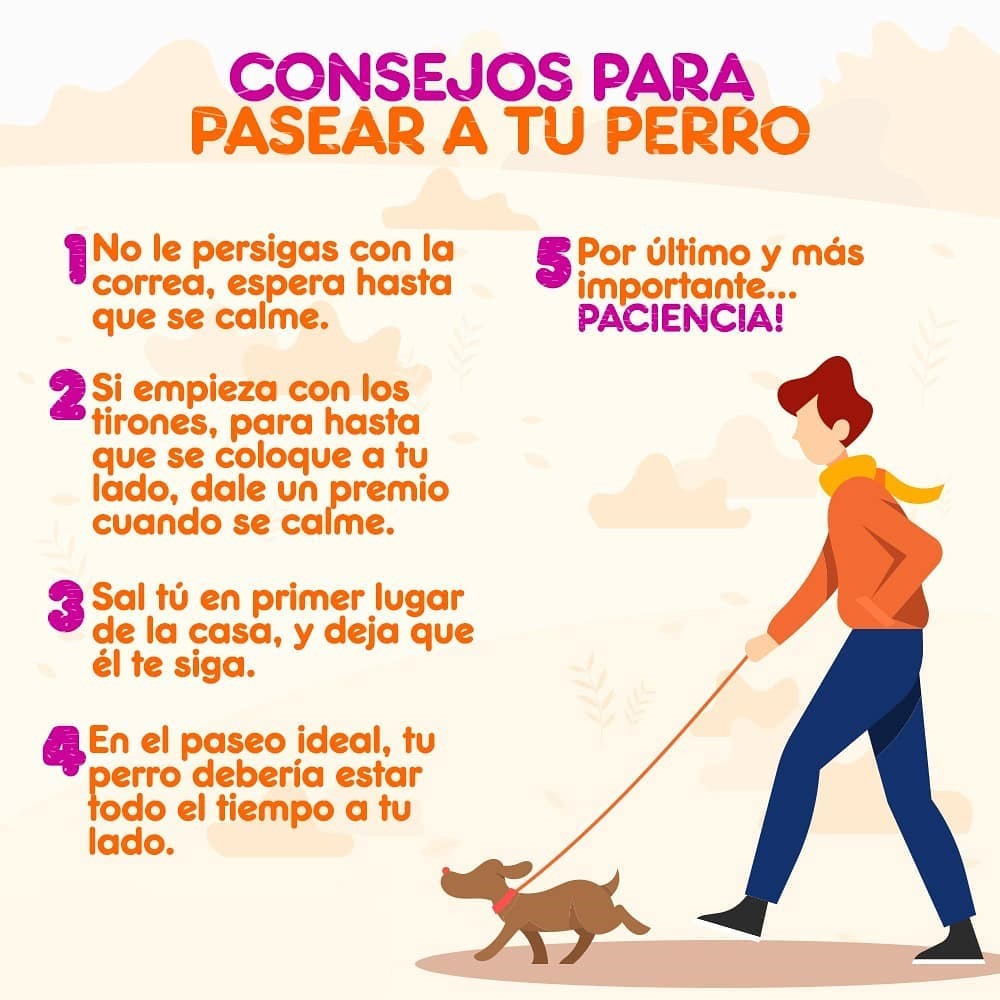 CONSEJOS PARA
PASEAR A TU PERRO
1 No le persigas con la
correa, espera hasta
que se calme.
2 Si empieza con los
tirones, para hasta
que se coloque a tu
lado, dale un premio
cuando se calme.
3 Sal tú en primer lugar
de la casa, y deja que
él te siga.
4 En el paseo ideal, tu
perro debería estar
todo el tiempo a tu
lado.
5 Por último y más
importante...
PACIENCIA!